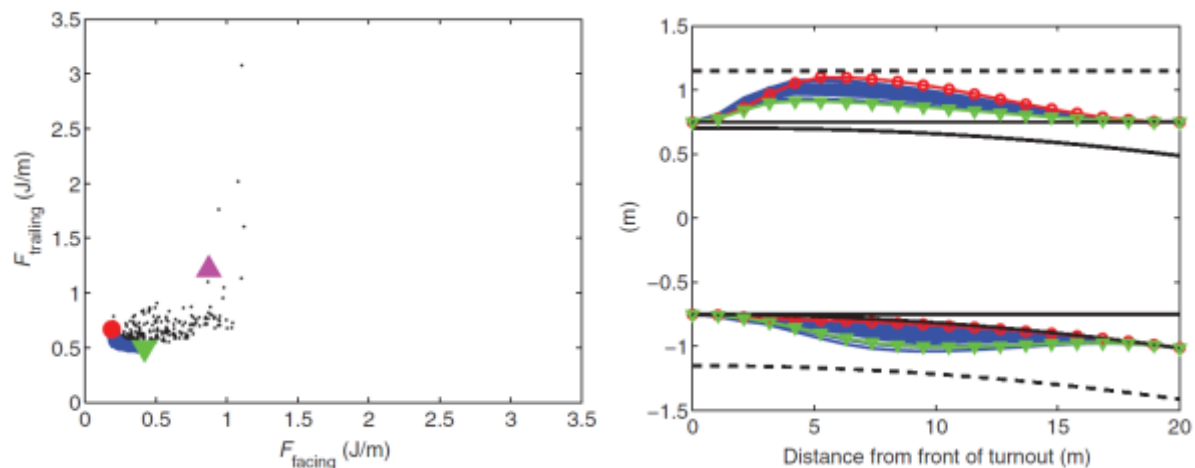 3.5
3
2.5
2
1.5
1
0.5
0
F_trailing (J/m)
0 0.5 1 1.5 2 2.5 3 3.5
F_facing (J/m)
1.5
1
0.5
0
−0.5
−1
−1.5
(m)
0 5 10 15 20
Distance from front of turnout (m)